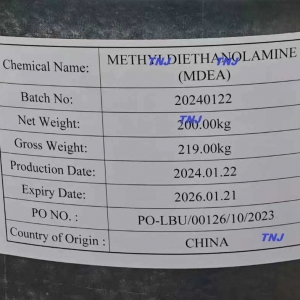 Chemical Name: METHYLDIETHANOLAMINE
(MDEA)
Batch No: 20240122
Net Weight: 200.00kg
Gross Weight: 219.00kg
Production Date: 2024.01.22
Expiry Date: 2026.01.21
PO NO. : PO-LBU/00126/10/2023
Country of Origin : CHINA
TNJ
TNJ
TNJ
TNJ